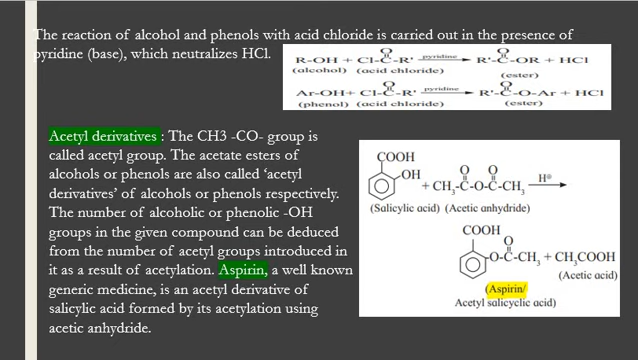 The reaction of alcohol and phenols with acid chloride is carried out in the presence of
pyridine (base), which neutralizes HCl.
R-OH + Cl-C-R' pyridine R'-C-OR + HCl
O O
(alcohol) (acid chloride) (ester)
Ar-OH+ Cl-C-R' pyridine R'-C-O-Ar + HCl
O O
(phenol) (acid chloride) (ester)
Acetyl derivatives : The CH3 -CO- group is
called acetyl group. The acetate esters of
alcohols or phenols are also called ‘acetyl
derivatives’ of alcohols or phenols respectively.
The number of alcoholic or phenolic -OH
groups in the given compound can be deduced
from the number of acetyl groups introduced in
it as a result of acetylation. Aspirin, a well known
generic medicine, is an acetyl derivative of
salicylic acid formed by its acetylation using
acetic anhydride.
COOH
OH O O
+ CH₃-C-O-C-CH₃ H⊕
(Salicylic acid) (Acetic anhydride)
COOH
O
O-C-CH₃ + CH₃COOH
(Acetic acid)
(Aspirin/
Acetyl salicyclic acid)